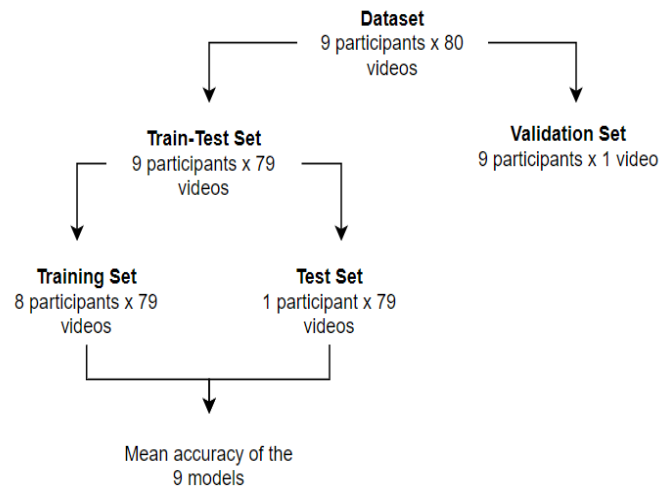 Dataset
9 participants x 80
videos
Train-Test Set
9 participants x 79
videos
Validation Set
9 participants x 1 video
Training Set
8 participants x 79
videos
Test Set
1 participant x 79
videos
Mean accuracy of the
9 models